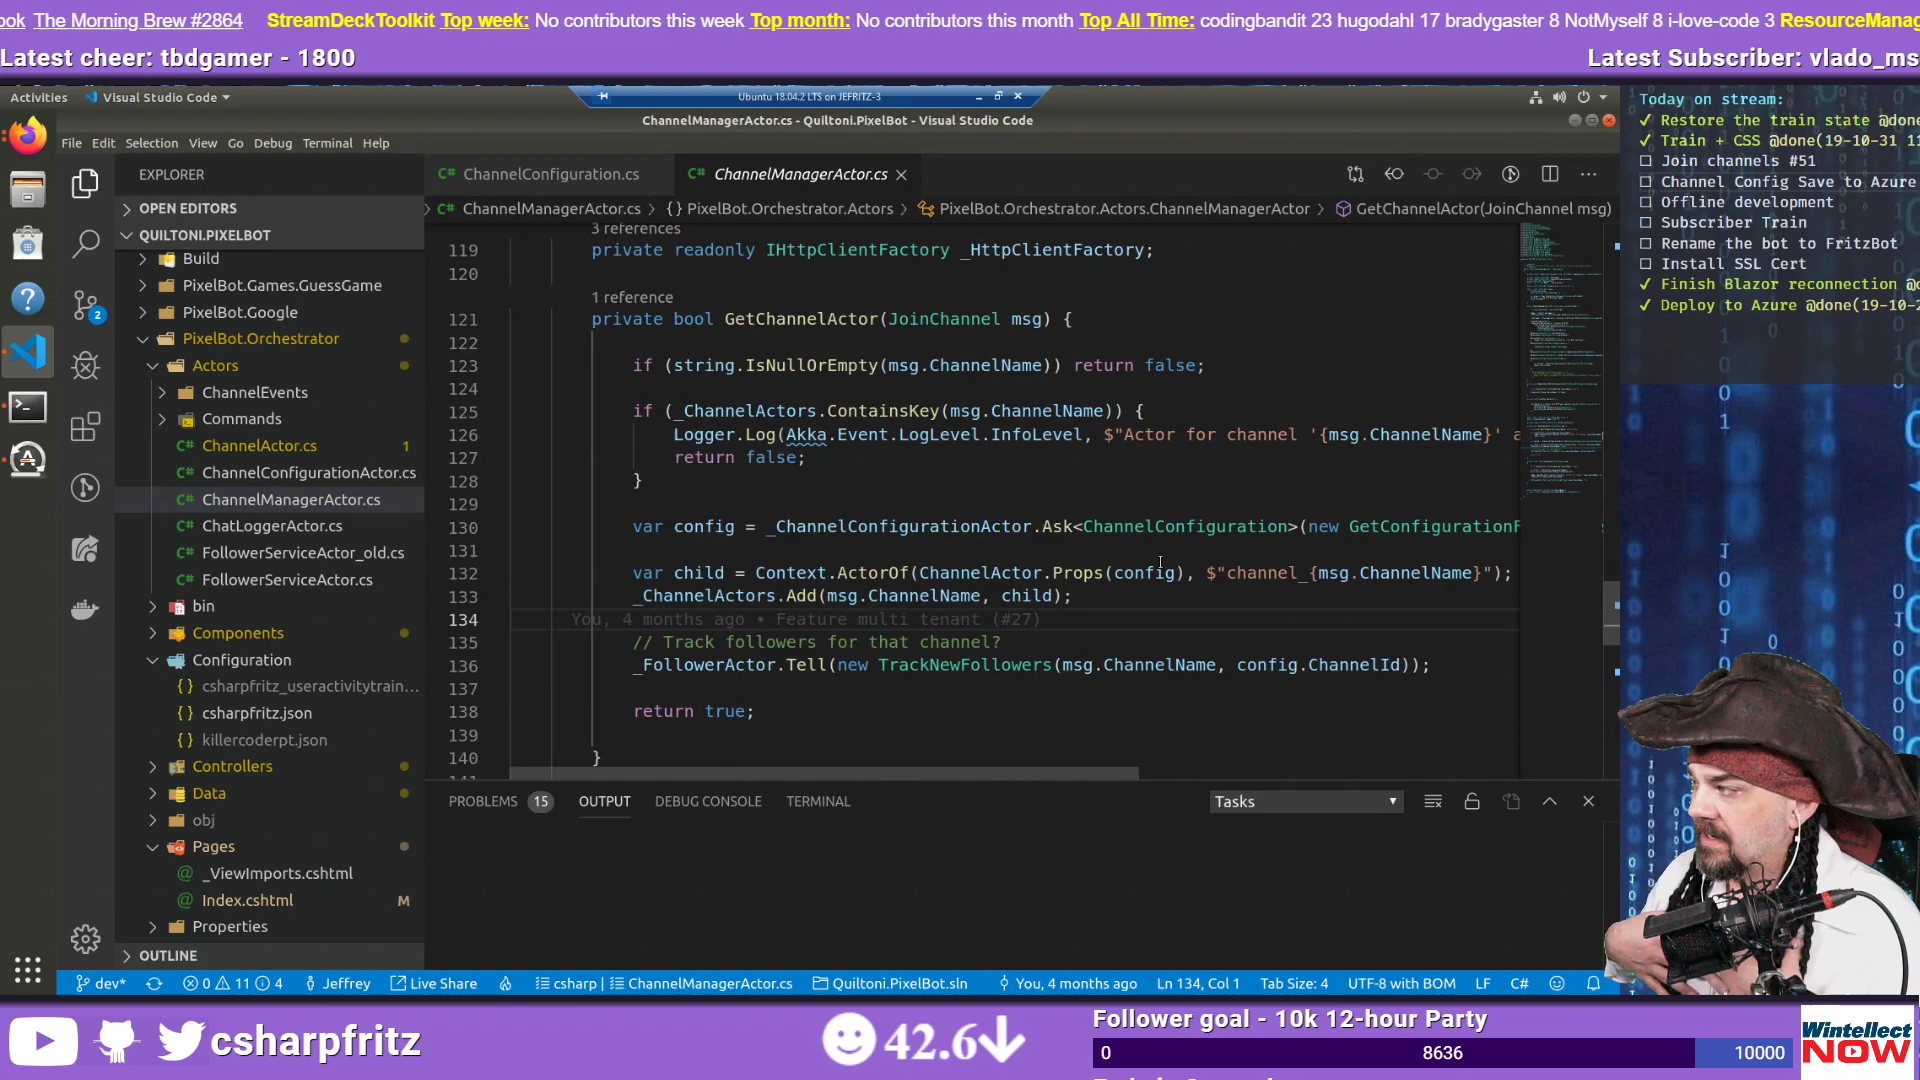 ook The Morning Brew #2864 StreamDeckToolkit Top week: No contributors this week Top month: No contributors this month Top All Time: codingbandit 23 hugodahl 17 bradygaster 8 NotMyself 8 i-love-code 3 ResourceManag
Latest cheer: tbdgamer - 1800
Latest Subscriber: vlado_ms
Activities Visual Studio Code
Ubuntu 18.04.2 LTS on JEFRITZ-3
ChannelManagerActor.cs - Quiltoni.PixelBot - Visual Studio Code
File Edit Selection View Go Debug Terminal Help
EXPLORER
OPEN EDITORS
QUILTONI.PIXELBOT
Build
PixelBot.Games.GuessGame
PixelBot.Google
PixelBot.Orchestrator
Actors
ChannelEvents
Commands
C# ChannelActor.cs 1
C# ChannelConfigurationActor.cs
C# ChannelManagerActor.cs
C# ChatLoggerActor.cs
C# FollowerServiceActor_old.cs
C# FollowerServiceActor.cs
bin
Components
Configuration
{} csharpfritz_useractivitytrain...
{} csharpfritz.json
{} killercoderpt.json
Controllers
Data
obj
Pages
@ _ViewImports.cshtml
@ Index.cshtml M
Properties
OUTLINE
2
C# ChannelConfiguration.cs C# ChannelManagerActor.cs
C# ChannelManagerActor.cs > {} PixelBot.Orchestrator.Actors > PixelBot.Orchestrator.Actors.ChannelManagerActor > GetChannelActor(JoinChannel msg)
3 references
119 private readonly IHttpClientFactory _HttpClientFactory;
120
1 reference
121 private bool GetChannelActor(JoinChannel msg) {
122
123 if (string.IsNullOrEmpty(msg.ChannelName)) return false;
124
125 if (_ChannelActors.ContainsKey(msg.ChannelName)) {
126 Logger.Log(Akka.Event.LogLevel.InfoLevel, $"Actor for channel '{msg.ChannelName}' a
127 return false;
128 }
129
130 var config = _ChannelConfigurationActor.Ask<ChannelConfiguration>(new GetConfigurationF
131
132 var child = Context.ActorOf(ChannelActor.Props(config), $"channel_{msg.ChannelName}");
133 _ChannelActors.Add(msg.ChannelName, child);
134 You, 4 months ago • Feature multi tenant (#27)
135 // Track followers for that channel?
136 _FollowerActor.Tell(new TrackNewFollowers(msg.ChannelName, config.ChannelId));
137
138 return true;
139
140 }
141
PROBLEMS 15 OUTPUT DEBUG CONSOLE TERMINAL Tasks
dev* 0 11 4 Jeffrey Live Share csharp | ChannelManagerActor.cs Quiltoni.PixelBot.sln You, 4 months ago Ln 134, Col 1 Tab Size: 4 UTF-8 with BOM LF C#
Today on stream:
✓ Restore the train state @done
✓ Train + CSS @done(19-10-31 11
☐ Join channels #51
☐ Channel Config Save to Azure
☐ Offline development
☐ Subscriber Train
☐ Rename the bot to FritzBot
☐ Install SSL Cert
✓ Finish Blazor reconnection @d
✓ Deploy to Azure @done(19-10-2
csharpfritz
42.6
Follower goal - 10k 12-hour Party
0 8636 10000
Wintellect
NOW